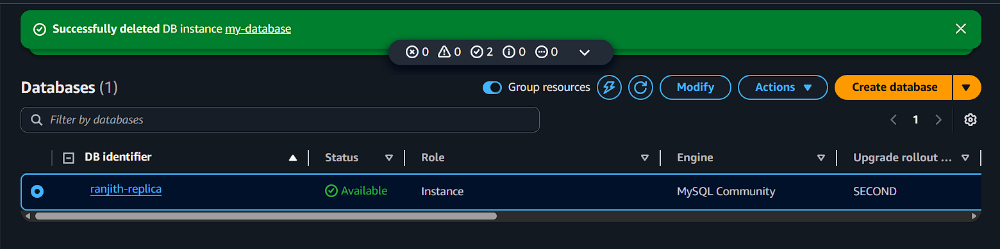 Successfully deleted DB instance my-database
0 0 2 0 0
Databases (1)
Group resources
Modify
Actions
Create database
Filter by databases
1
DB identifier Status Role Engine Upgrade rollout ...
ranjith-replica Available Instance MySQL Community SECOND